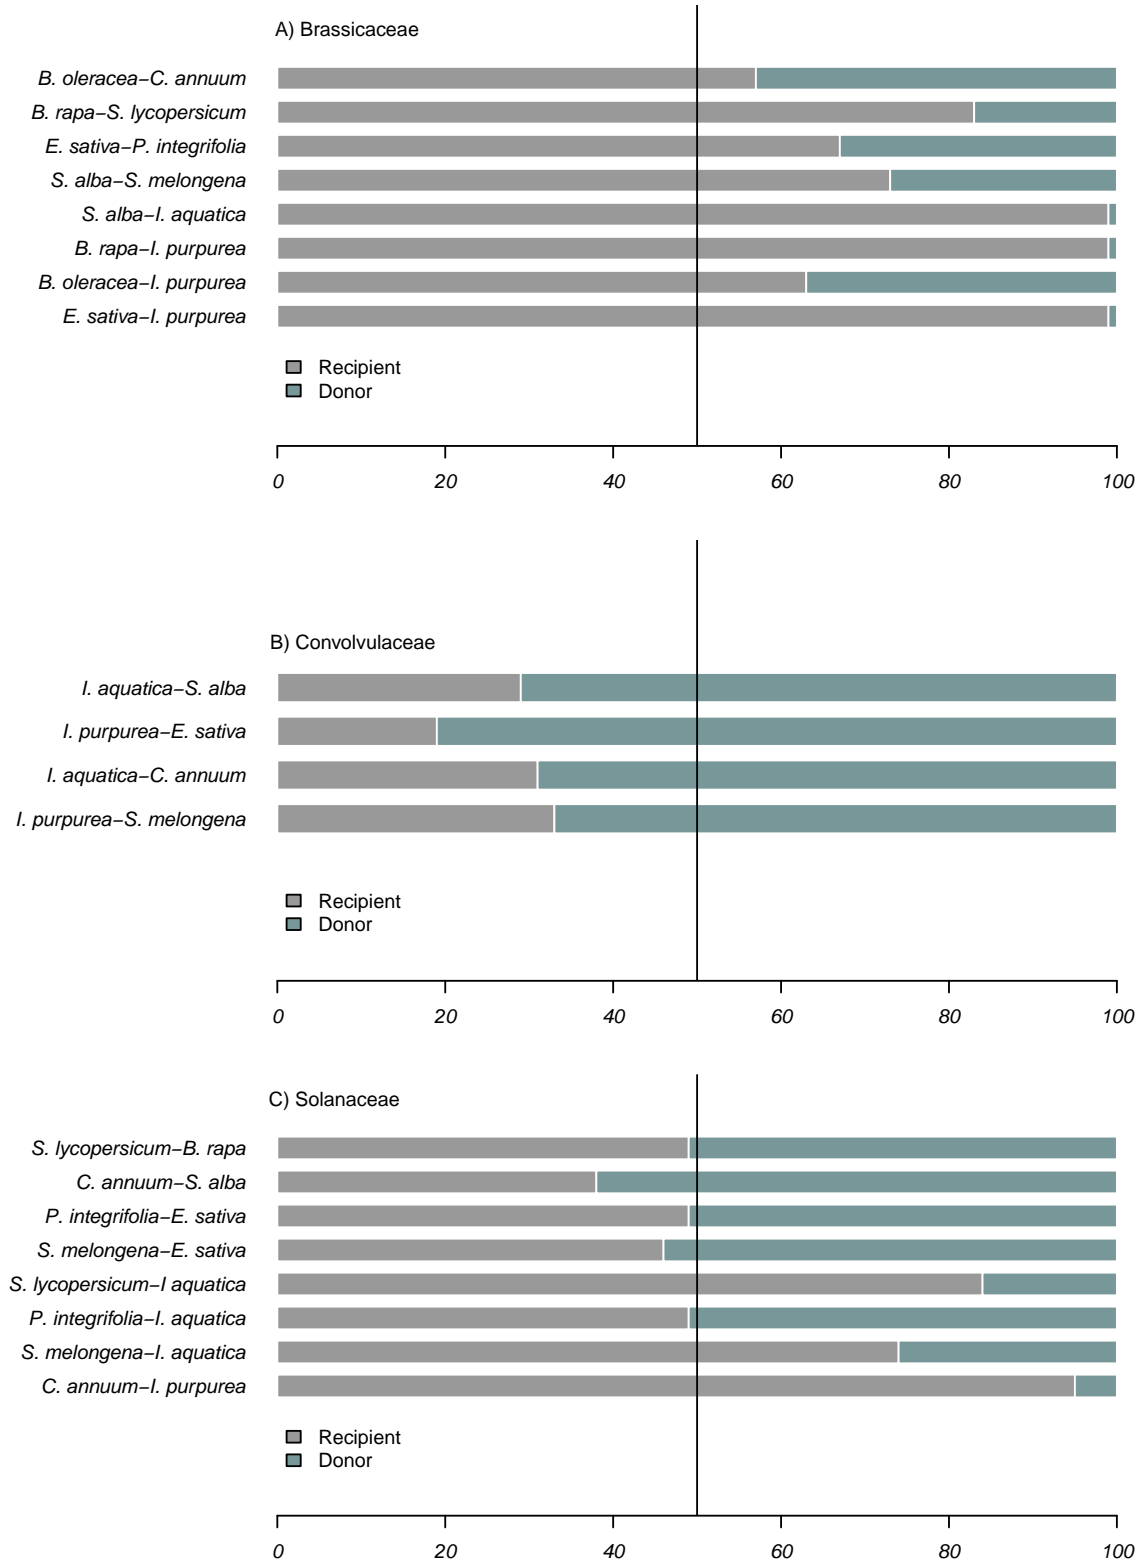 A) Brassicaceae
B. oleracea−C. annuum
B. rapa−S. lycopersicum
E. sativa−P. integrifolia
S. alba−S. melongena
S. alba−I. aquatica
B. rapa−I. purpurea
B. oleracea−I. purpurea
E. sativa−I. purpurea
Recipient
Donor
0 20 40 60 80 100
B) Convolvulaceae
I. aquatica−S. alba
I. purpurea−E. sativa
I. aquatica−C. annuum
I. purpurea−S. melongena
Recipient
Donor
0 20 40 60 80 100
C) Solanaceae
S. lycopersicum−B. rapa
C. annuum−S. alba
P. integrifolia−E. sativa
S. melongena−E. sativa
S. lycopersicum−I aquatica
P. integrifolia−I. aquatica
S. melongena−I. aquatica
C. annuum−I. purpurea
Recipient
Donor
0 20 40 60 80 100